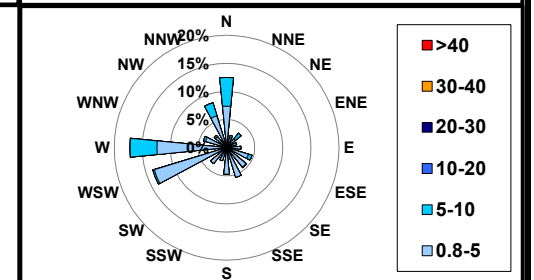 N
NNW
20%
NNE
NW
15%
NE
10%
WNW
ENE
5%
W
0%
E
WSW
ESE
SW
SE
SSW
SSE
S
>40
30-40
20-30
10-20
5-10
0.8-5